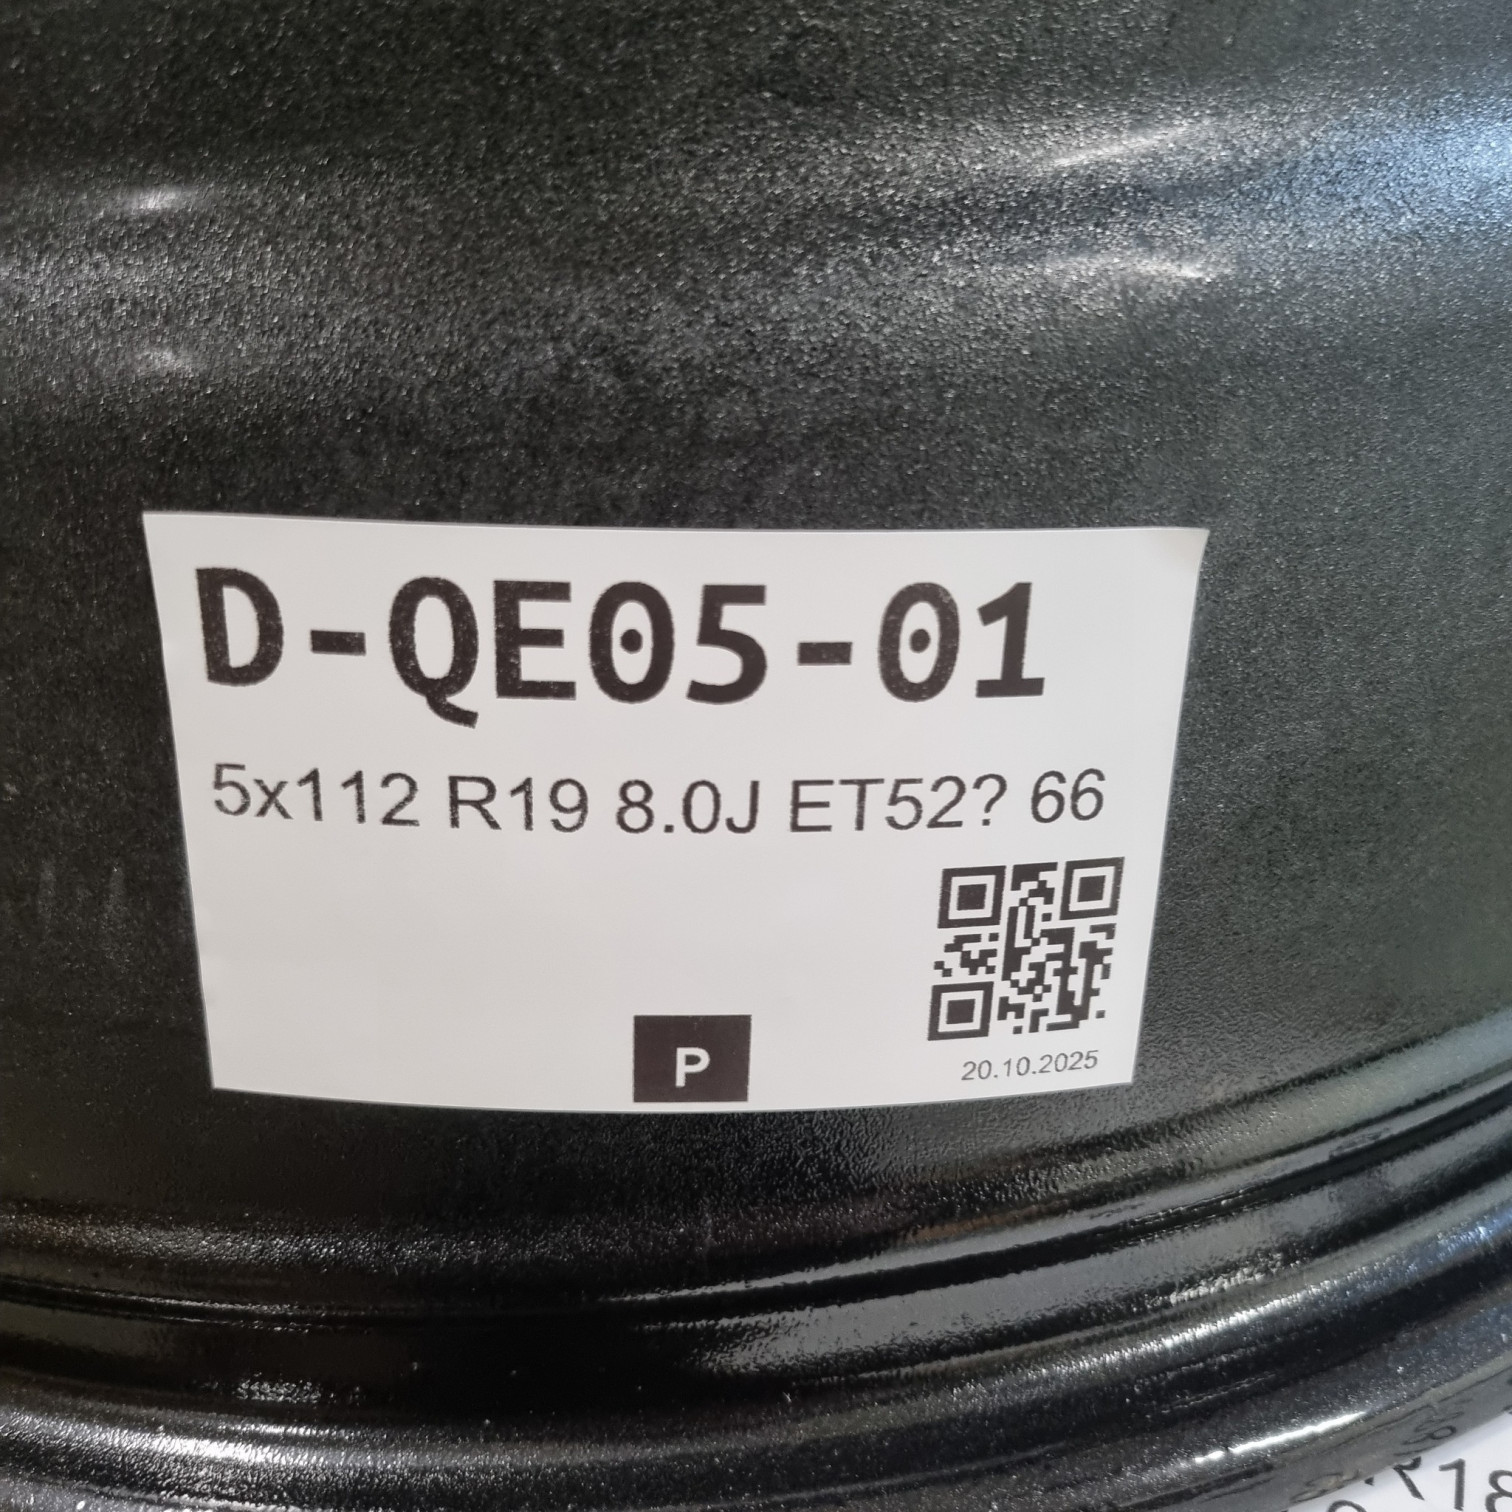 D-QE05-01
5x112 R19 8.0J ET52? 66
P
20.10.2025